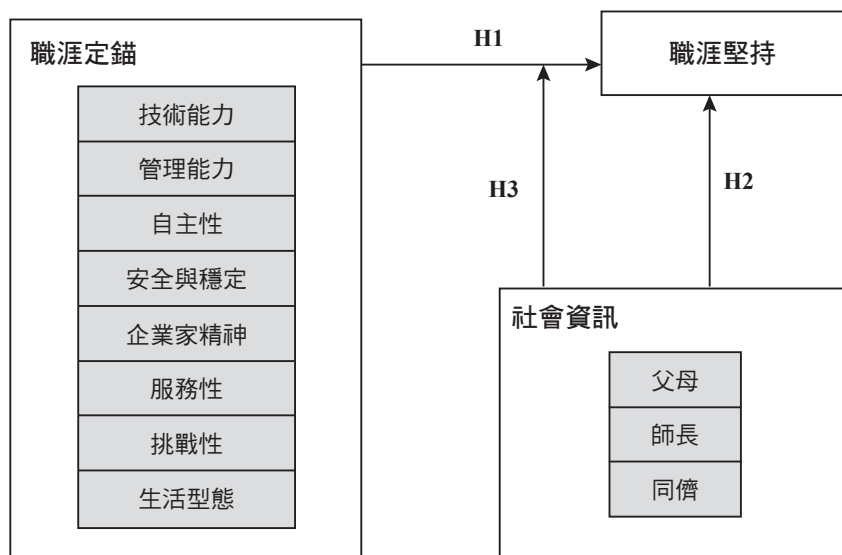 H1
職涯定錨
職涯堅持
技術能力
管理能力
H3
H2
自主性
安全與穩定
企業家精神
社會資訊
服務性
父母
挑戰性
師長
生活型態
同儕